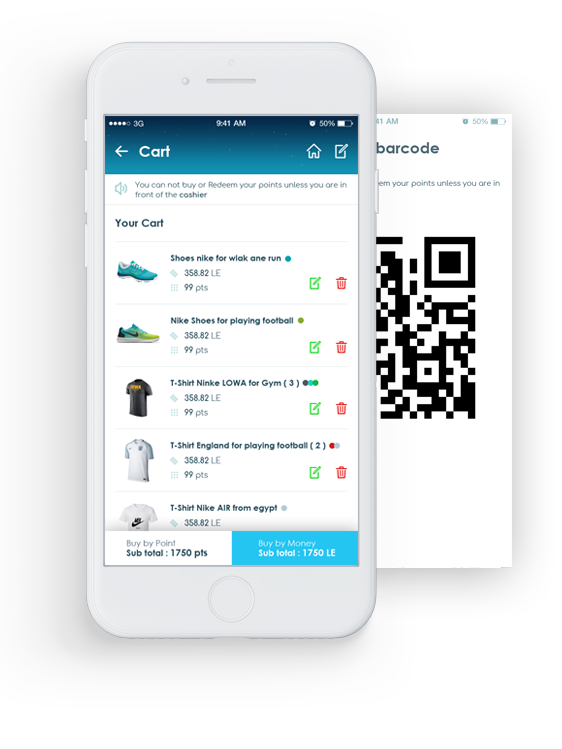 3G 9:41 AM 50%
Cart
You can not buy or Redeem your points unless you are in
front of the cashier
Your Cart
Shoes nike for wlak ane run
358.82 LE
99 pts
Nike Shoes for playing football
358.82 LE
99 pts
T-Shirt Ninke LOWA for Gym ( 3 )
358.82 LE
99 pts
T-Shirt England for playing football ( 2 )
358.82 LE
99 pts
T-Shirt Nike AIR from egypt
358.82 LE
Buy by Point
Sub total : 1750 pts
Buy by Money
Sub total : 1750 LE
41 AM 50%
barcode
em your points unless you are in